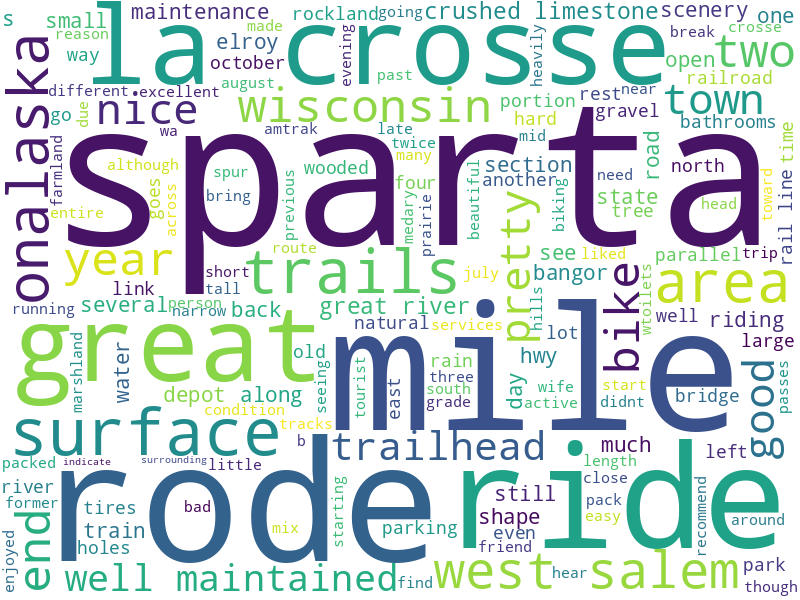 s
small
reason
way
maintenance
rockland
going
made
crushed limestone
scenery
one
break
crosse
elroy
october
evening
heavily
open
two
railroad
la crosse
august
past
different
excellent
nice
wisconsin
portion
rest
near
gravel
town
bathrooms
onalaska
go
due
farmland
wa
amtrak
late
twice
hard
mid
road
time
although
spur
wooded
many
section
another
need
north
state
tree
head
toward
rail line
sparta
goes
across
bring
previous
four
medary
prairie
beautiful
biking
entire
route
year
short
tall
trails
july
pretty
see
liked
parallel
trip
bangor
hills
bike
area
wtoilets
link
running
several
person
narrow
back
great river
natural
services
lot
well
riding
large
great
mile
marshland
water
old
seeing
tourist
rain
three
south
grade
hwy
day
wife
active
start
didnt
bridge
passes
depot
along
condition
tracks
east
good
surface
b
trailhead
much
left
packed
indicate
surrounding
little
length
close
river
former
bad
still
shape
pack
easy
recommend
around
rode
ride
tires
train
holes
mix
starting
parking
even
friend
enjoyed
end
well maintained
find
west salem
hear
park
though